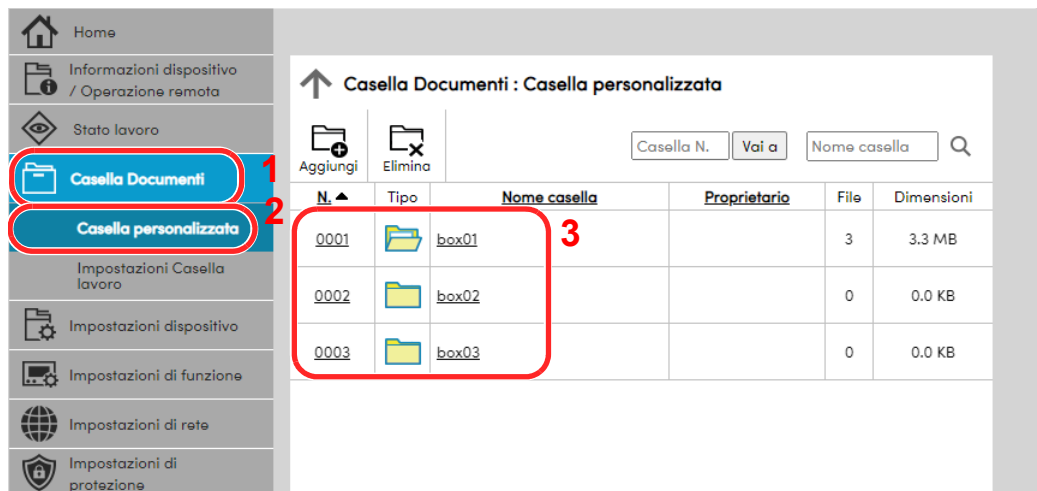 Home
Informazioni dispositivo
/ Operazione remota
Stato lavoro
Casella Documenti
1
Casella personalizzata
2
Impostazioni Casella
lavoro
Impostazioni dispositivo
Impostazioni di funzione
Impostazioni di rete
Impostazioni di
protezione
Casella Documenti : Casella personalizzata
Aggiungi Elimina Casella N. Vai a Nome casella
N. Tipo Nome casella Proprietario File Dimensioni
0001 box01 3 3.3 MB
3
0002 box02 0 0.0 KB
0003 box03 0 0.0 KB